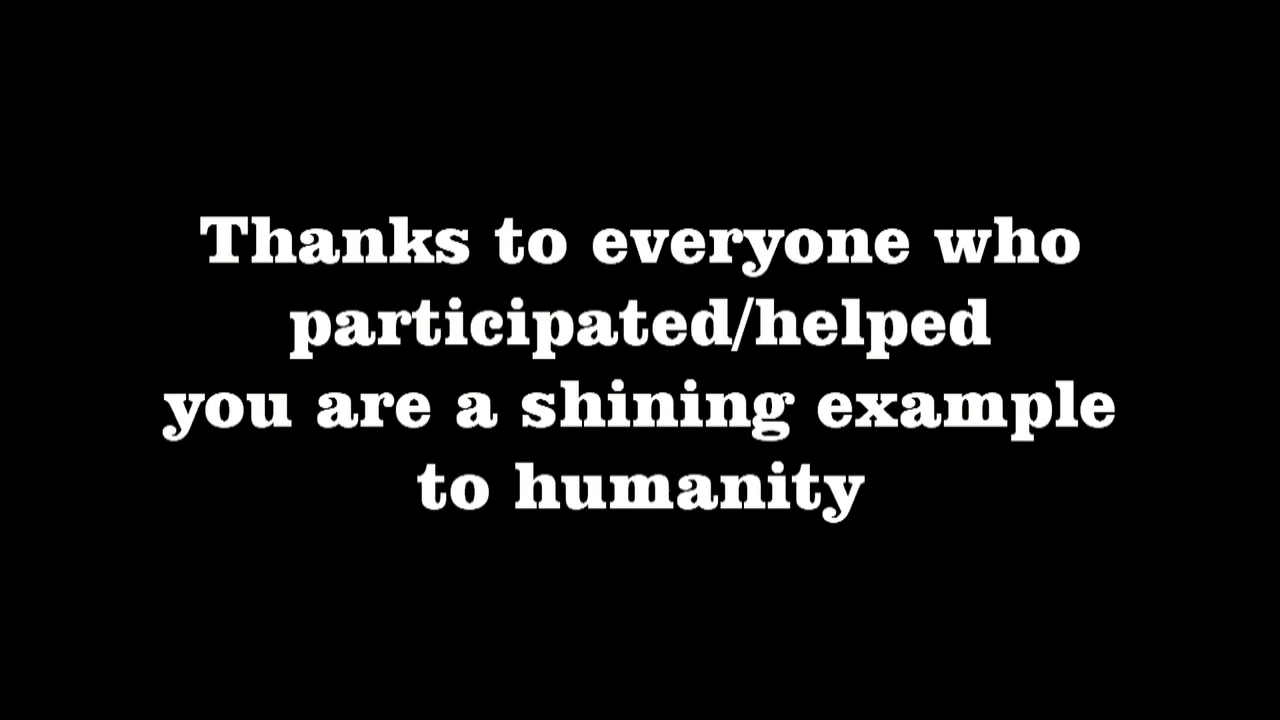 Thanks to everyone who
participated/helped
you are a shining example
to humanity